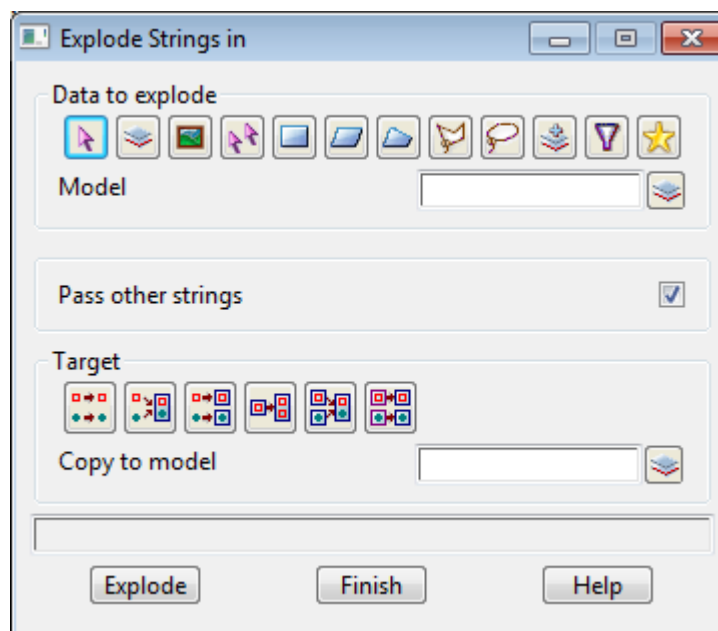 Explode Strings in
Data to explode
Model
Pass other strings
Target
Copy to model
Explode Finish Help